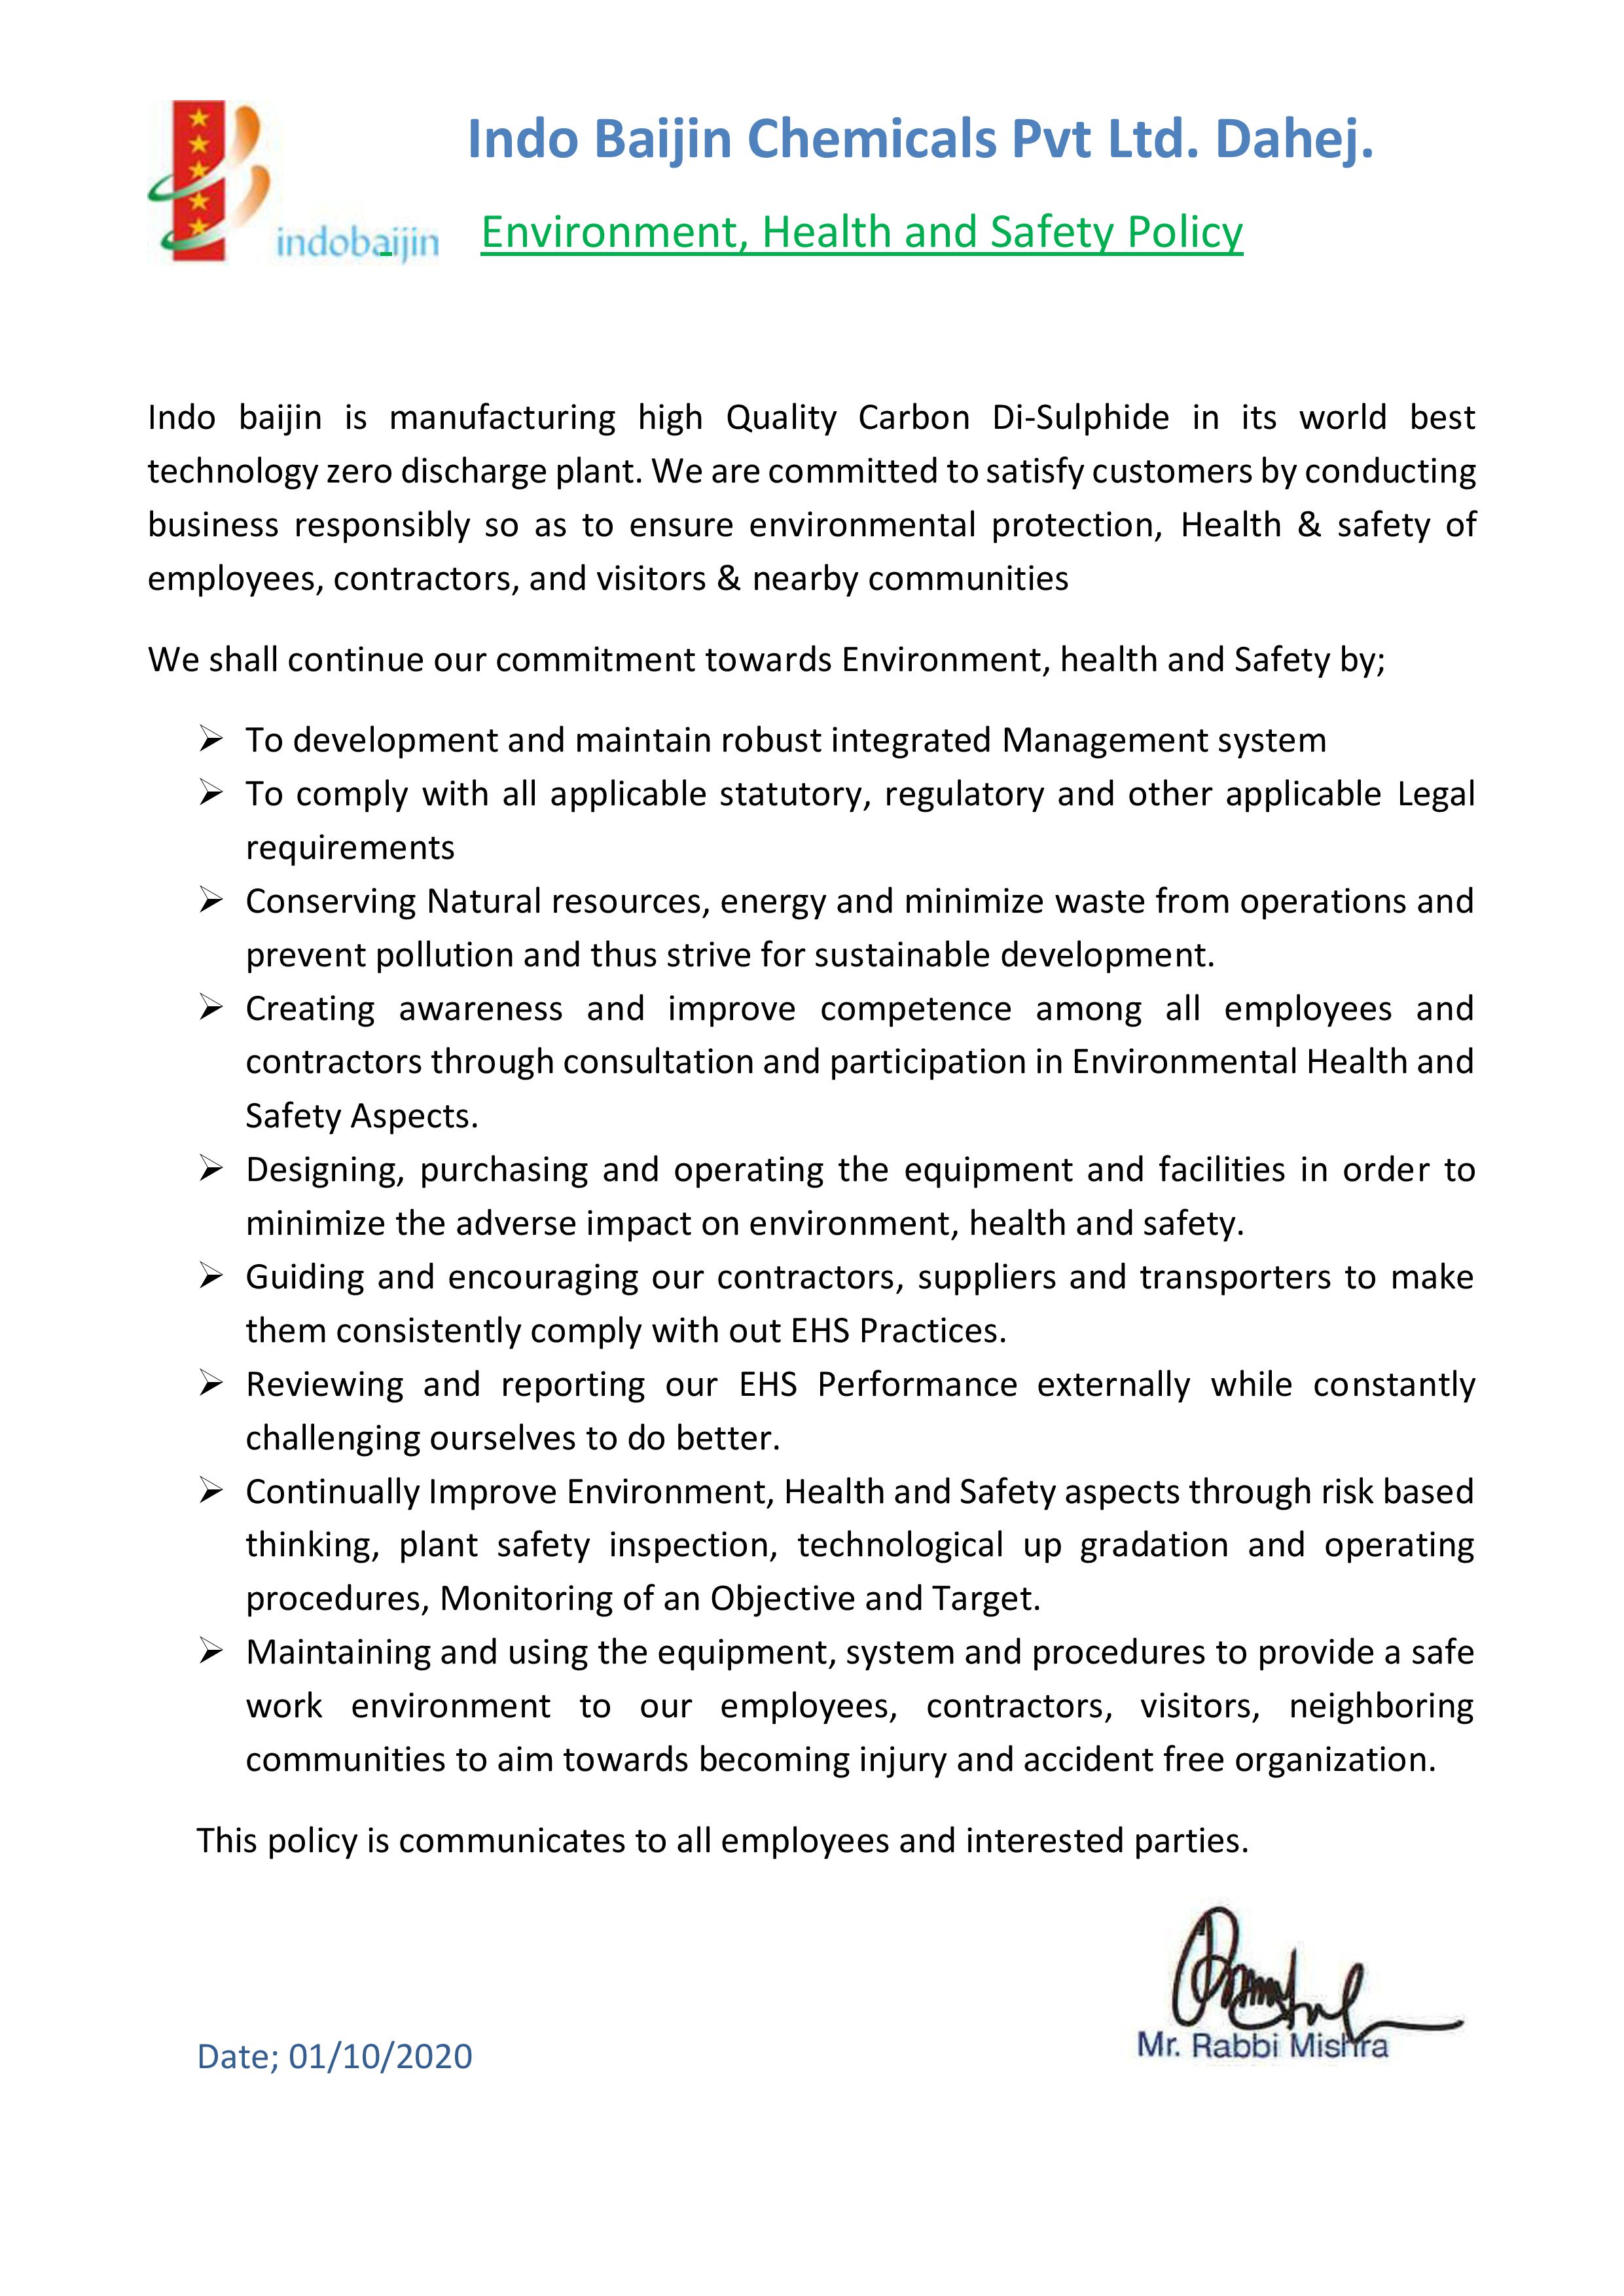 Indo Baijin Chemicals Pvt Ltd. Dahej.
indobaijin
Environment, Health and Safety Policy
Indo baijin is manufacturing high Quality Carbon Di-Sulphide in its world best
technology zero discharge plant. We are committed to satisfy customers by conducting
business responsibly so as to ensure environmental protection, Health & safety of
employees, contractors, and visitors & nearby communities
We shall continue our commitment towards Environment, health and Safety by;
➢ To development and maintain robust integrated Management system
➢ To comply with all applicable statutory, regulatory and other applicable Legal
requirements
➢ Conserving Natural resources, energy and minimize waste from operations and
prevent pollution and thus strive for sustainable development.
➢ Creating awareness and improve competence among all employees and
contractors through consultation and participation in Environmental Health and
Safety Aspects.
➢ Designing, purchasing and operating the equipment and facilities in order to
minimize the adverse impact on environment, health and safety.
➢ Guiding and encouraging our contractors, suppliers and transporters to make
them consistently comply with out EHS Practices.
➢ Reviewing and reporting our EHS Performance externally while constantly
challenging ourselves to do better.
➢ Continually Improve Environment, Health and Safety aspects through risk based
thinking, plant safety inspection, technological up gradation and operating
procedures, Monitoring of an Objective and Target.
➢ Maintaining and using the equipment, system and procedures to provide a safe
work environment to our employees, contractors, visitors, neighboring
communities to aim towards becoming injury and accident free organization.
This policy is communicates to all employees and interested parties.
Mr. Rabbi Mishra
Date; 01/10/2020